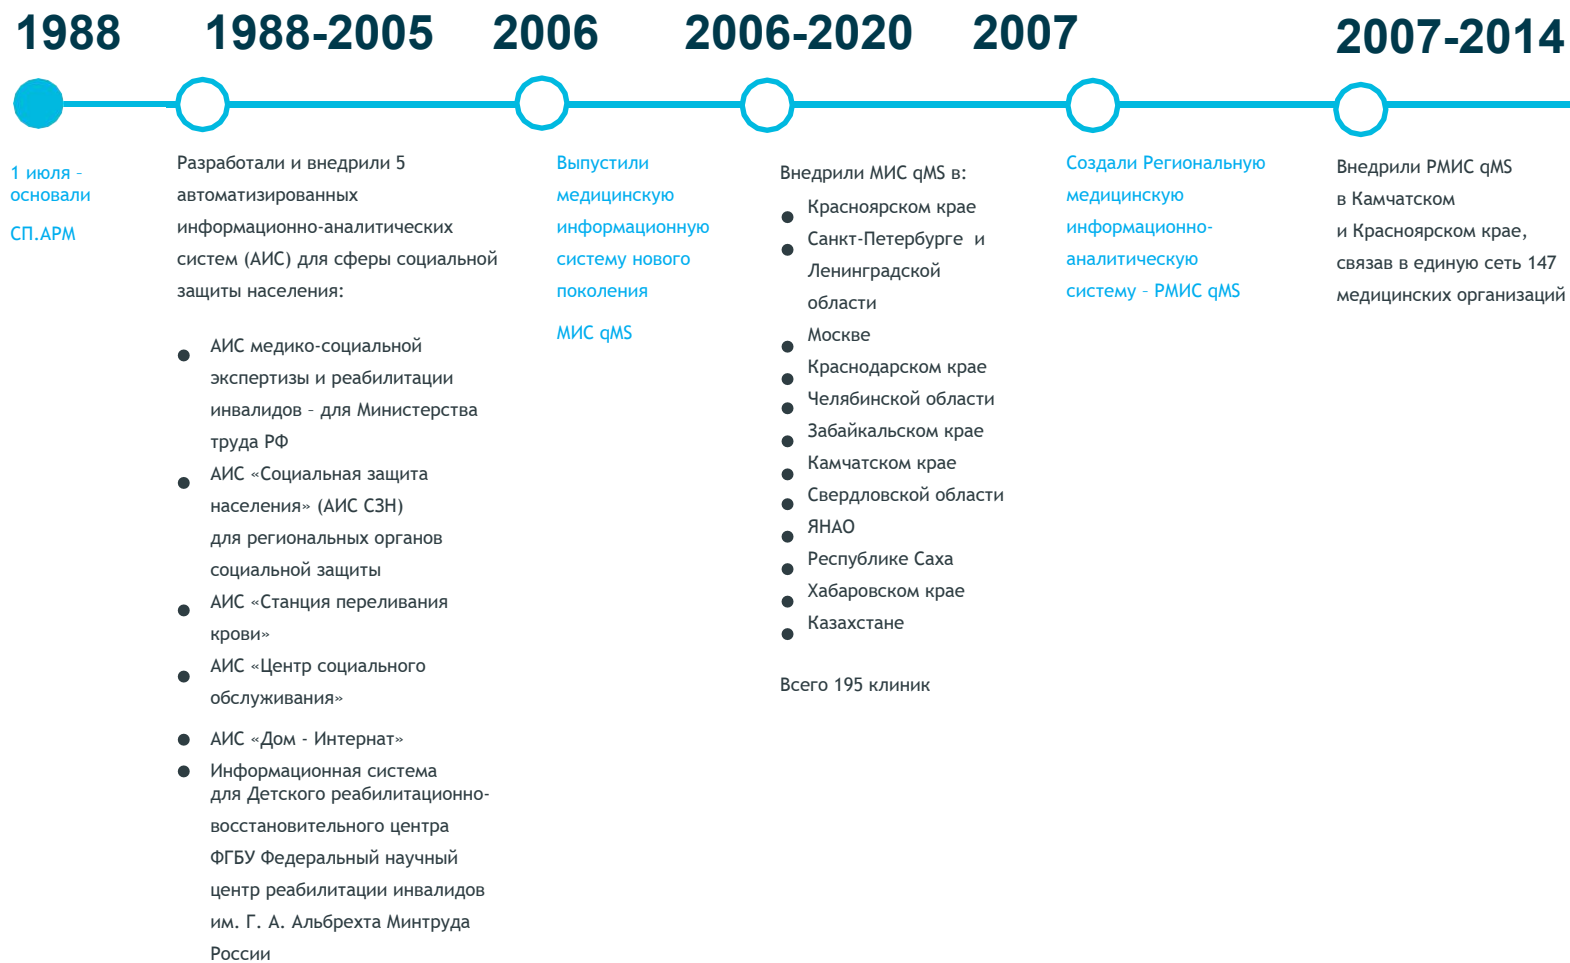 1988
1 июля –
основали
СП.АРМ
1988-2005
Разработали и внедрили 5
автоматизированных
информационно-аналитических
систем (АИС) для сферы социальной
защиты населения:
● АИС медико-социальной
экспертизы и реабилитации
инвалидов – для Министерства
труда РФ
● АИС «Социальная защита
населения» (АИС СЗН)
для региональных органов
социальной защиты
● АИС «Станция переливания
крови»
● АИС «Центр социального
обслуживания»
● АИС «Дом - Интернат»
● Информационная система
для Детского реабилитационно-
восстановительного центра
ФГБУ Федеральный научный
центр реабилитации инвалидов
им. Г. А. Альбрехта Минтруда
России
2006
Выпустили
медицинскую
информационную
систему нового
поколения
МИС qMS
2006-2020
Внедрили МИС qMS в:
● Красноярском крае
● Санкт-Петербурге и
Ленинградской
области
● Москве
● Краснодарском крае
● Челябинской области
● Забайкальском крае
● Камчатском крае
● Свердловской области
● ЯНАО
● Республике Саха
● Хабаровском крае
● Казахстане
Всего 195 клиник
2007
Создали Региональную
медицинскую
информационно-
аналитическую
систему – РМИС qMS
2007-2014
Внедрили РМИС qMS
в Камчатском
и Красноярском крае,
связав в единую сеть 147
медицинских организаций